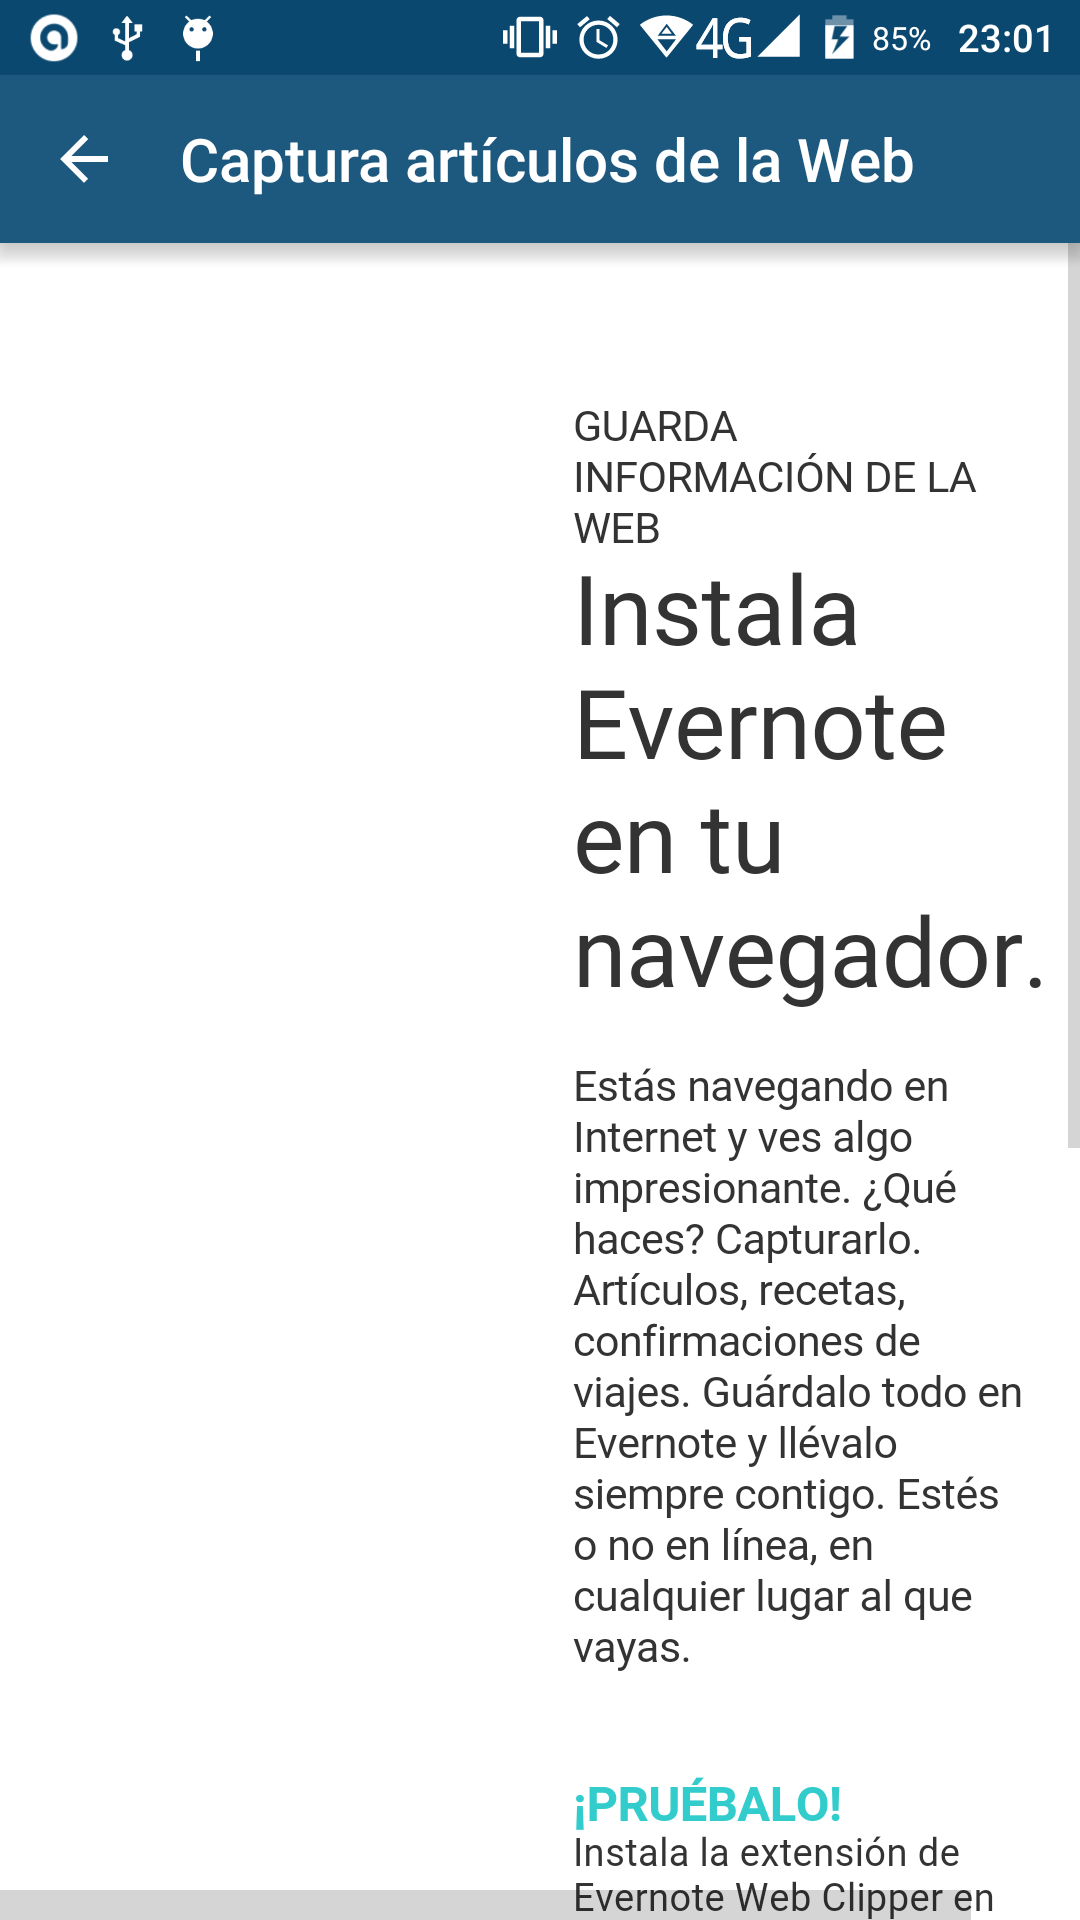 4G 85% 23:01
Captura artículos de la Web
GUARDA
INFORMACIÓN DE LA
WEB
Instala
Evernote
en tu
navegador.
Estás navegando en
Internet y ves algo
impresionante. ¿Qué
haces? Capturarlo.
Artículos, recetas,
confirmaciones de
viajes. Guárdalo todo en
Evernote y llévalo
siempre contigo. Estés
o no en línea, en
cualquier lugar al que
vayas.
¡PRUÉBALO!
Instala la extensión de
Evernote Web Clipper en